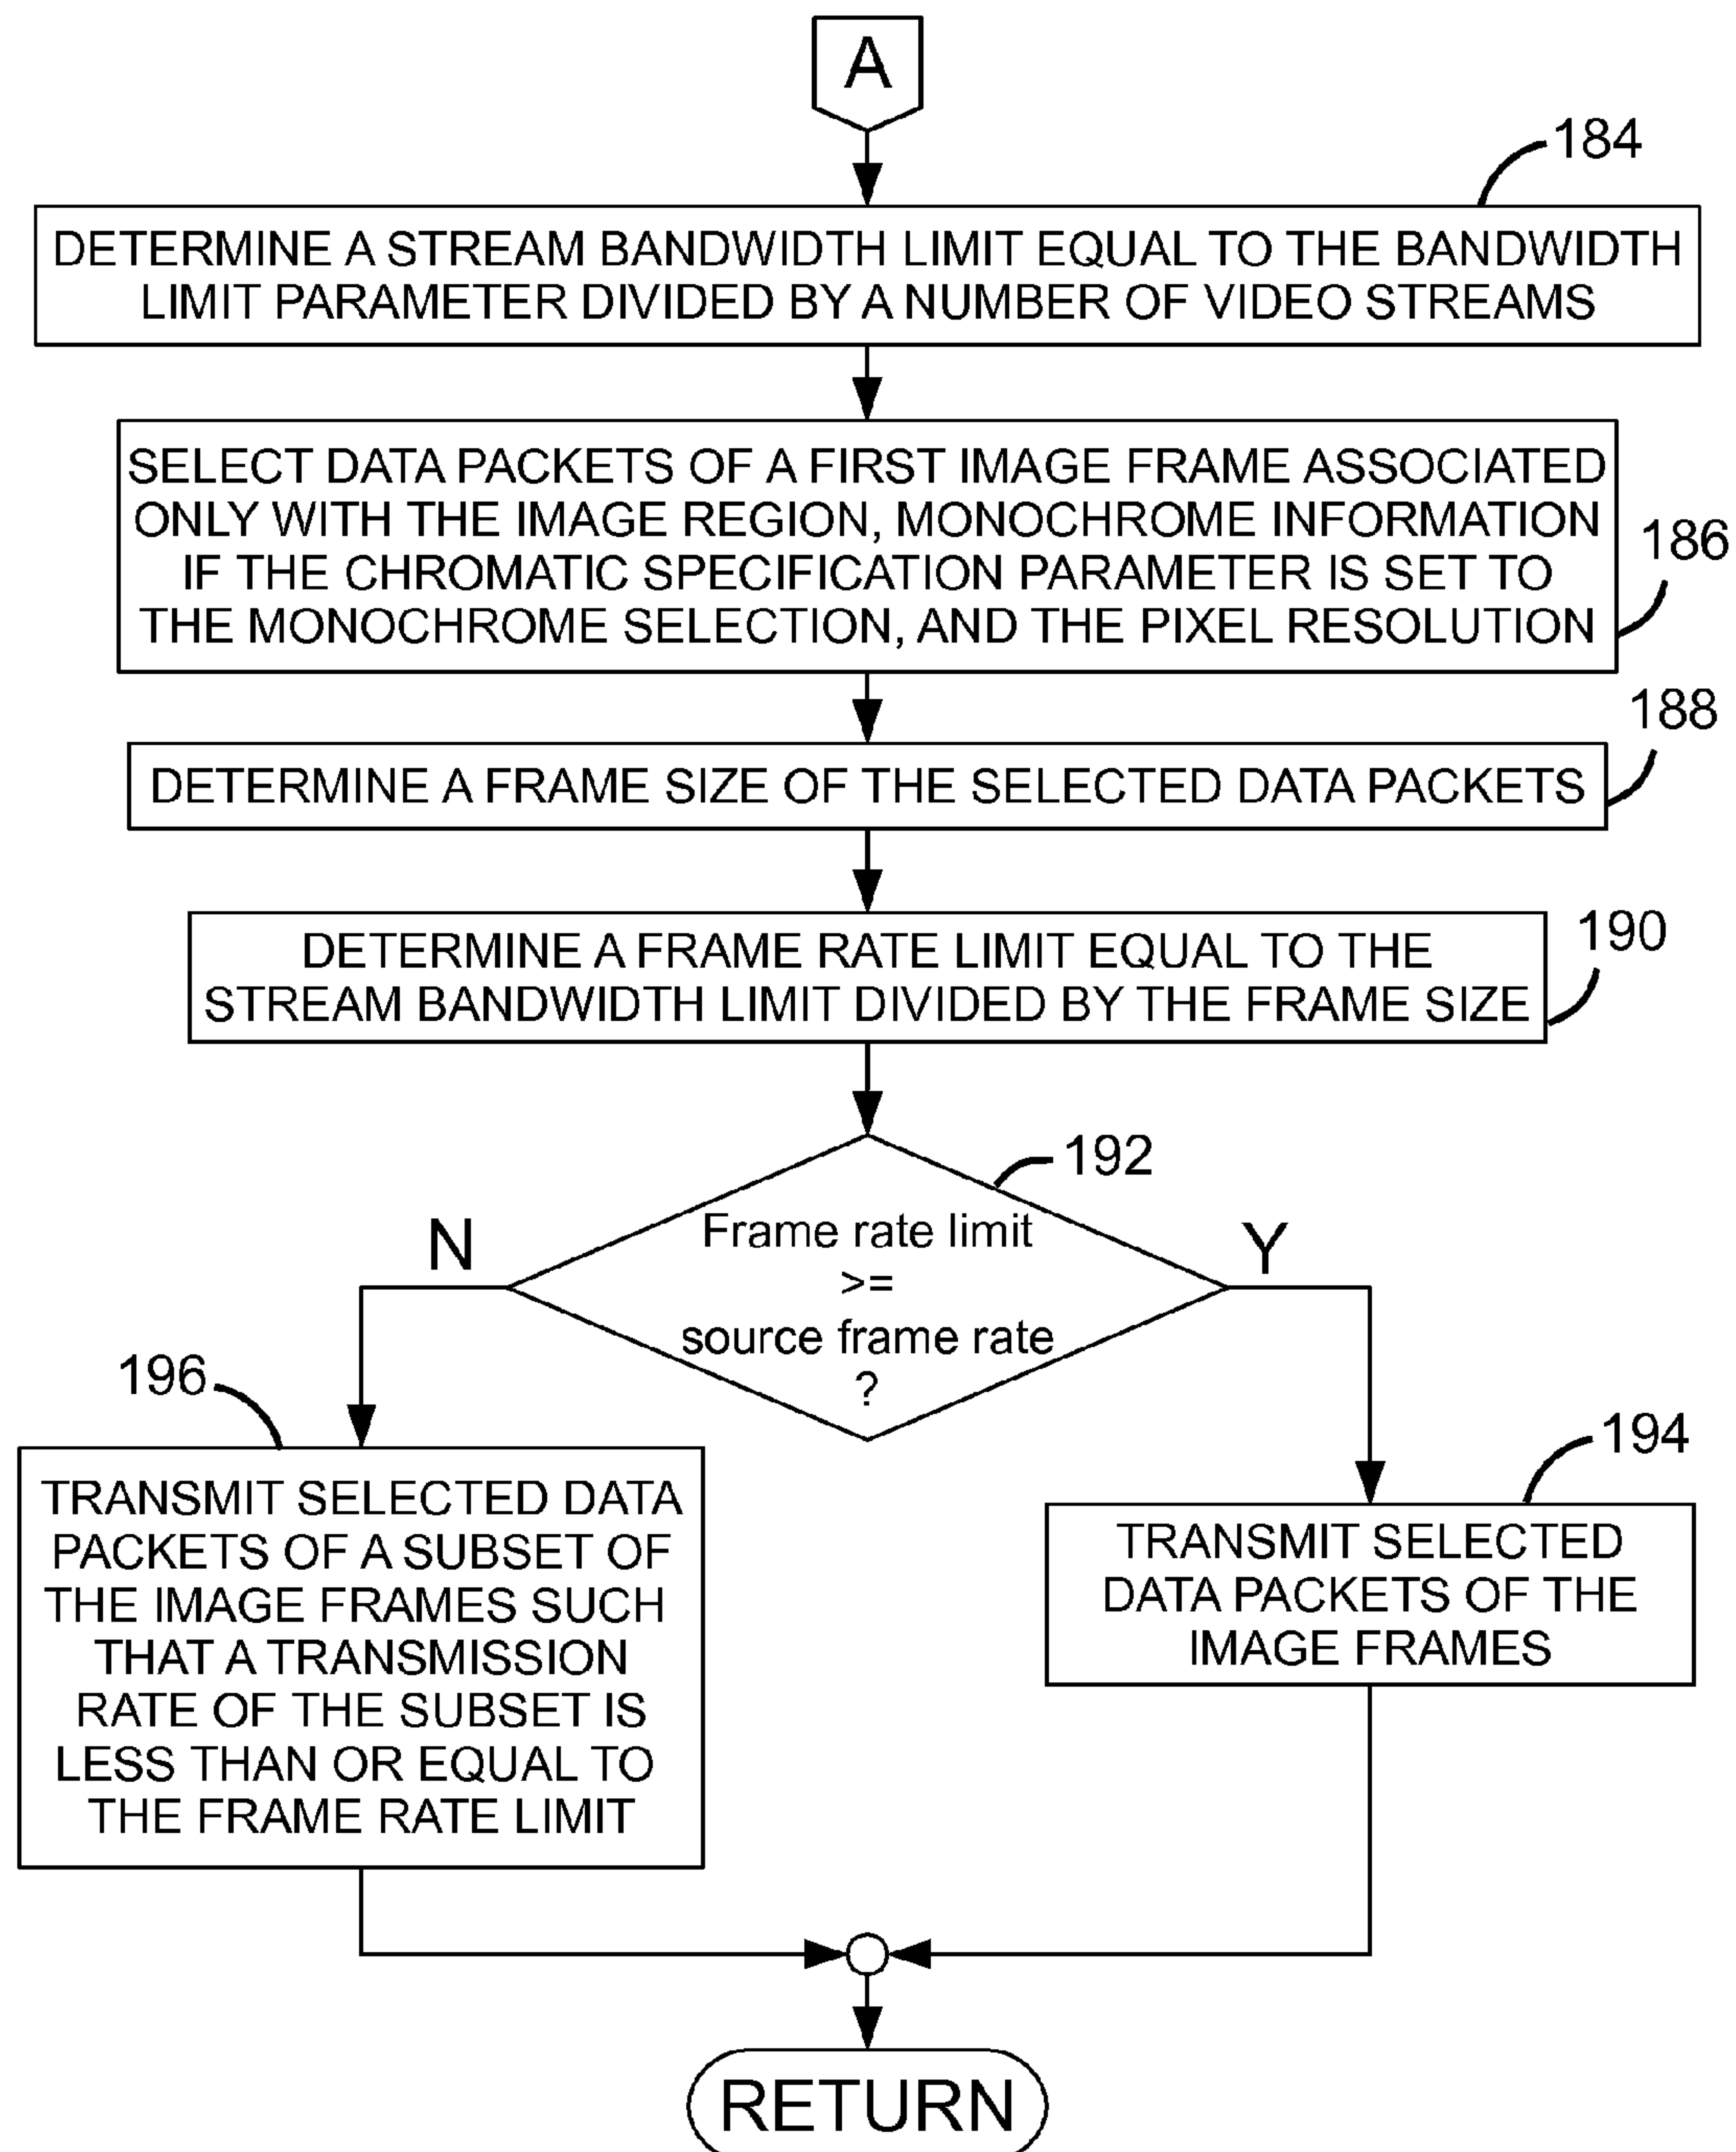 A
184
DETERMINE A STREAM BANDWIDTH LIMIT EQUAL TO THE BANDWIDTH
LIMIT PARAMETER DIVIDED BY A NUMBER OF VIDEO STREAMS
SELECT DATA PACKETS OF A FIRST IMAGE FRAME ASSOCIATED
ONLY WITH THE IMAGE REGION, MONOCHROME INFORMATION
IF THE CHROMATIC SPECIFICATION PARAMETER IS SET TO
THE MONOCHROME SELECTION, AND THE PIXEL RESOLUTION
186
188
DETERMINE A FRAME SIZE OF THE SELECTED DATA PACKETS
190
DETERMINE A FRAME RATE LIMIT EQUAL TO THE
STREAM BANDWIDTH LIMIT DIVIDED BY THE FRAME SIZE
192
N
Frame rate limit
>=
source frame rate
?
Y
196
TRANSMIT SELECTED DATA
PACKETS OF A SUBSET OF
THE IMAGE FRAMES SUCH
THAT A TRANSMISSION
RATE OF THE SUBSET IS
LESS THAN OR EQUAL TO
THE FRAME RATE LIMIT
194
TRANSMIT SELECTED
DATA PACKETS OF THE
IMAGE FRAMES
RETURN